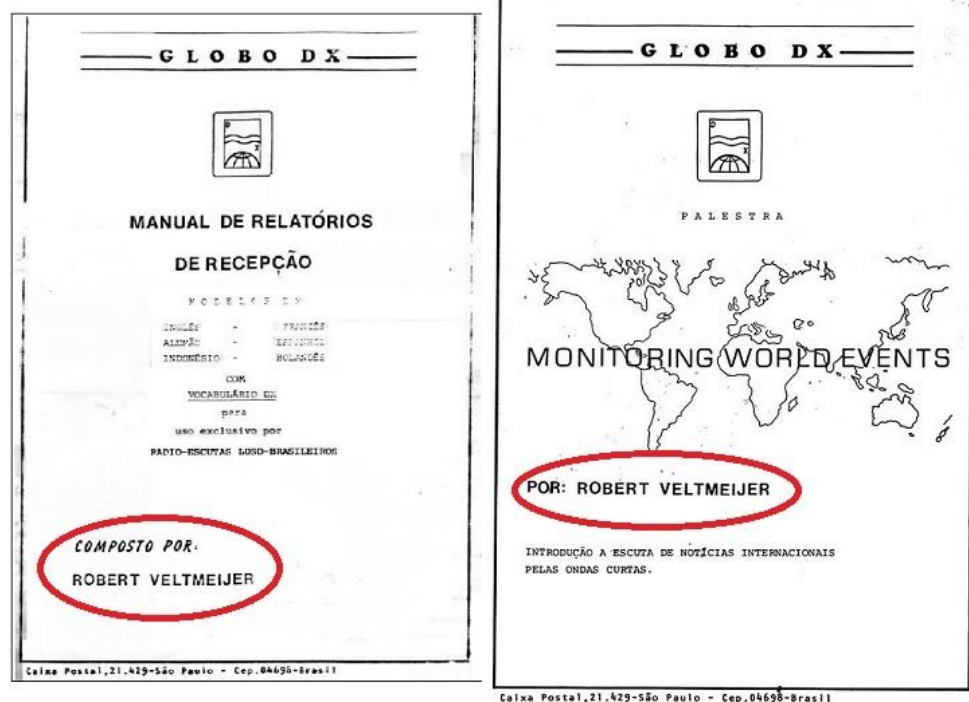 GLOBO DX
MANUAL DE RELATÓRIOS
DE RECEPÇÃO
MODELOS EM
INGLÊS - FRANCÊS
ALEMÃO - ESPANHOL
INDONÉSIO - HOLANDÊS
COM
VOCABULÁRIO DX
para
uso exclusivo por
RADIO-ESCUTAS LUSO-BRASILEIROS
COMPOSTO POR:
ROBERT VELTMEIJER
Caixa Postal,21.429-São Paulo - Cep.04698-Brasil
GLOBO DX
D
X
PALESTRA
MONITORING WORLD EVENTS
POR: ROBERT VELTMEIJER
INTRODUÇÃO A ESCUTA DE NOTÍCIAS INTERNACIONAIS
PELAS ONDAS CURTAS.
Caixa Postal,21.429-São Paulo - Cep.04698-Brasil